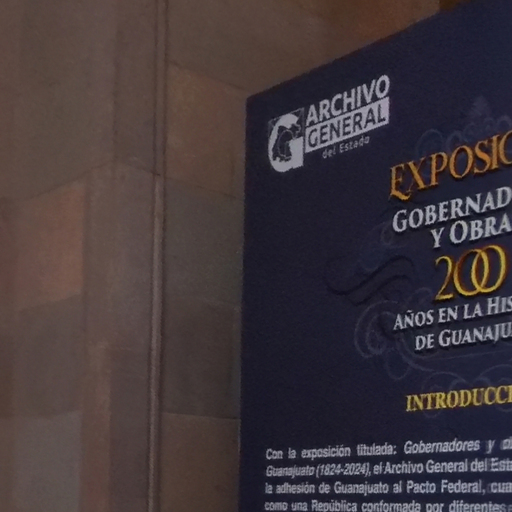 ARCHIVO
GENERAL
del Estado
EXPOSIC
GOBERNAD
Y OBRA
200
AÑOS EN LA HIS
DE GUANAJU
INTRODUCCI
Con la exposición titulada: Gobernadores y o
Guanajuato (1824-2024), el Archivo General del Esta
la adhesión de Guanajuato al Pacto Federal, cua
como una República conformada por diferentes